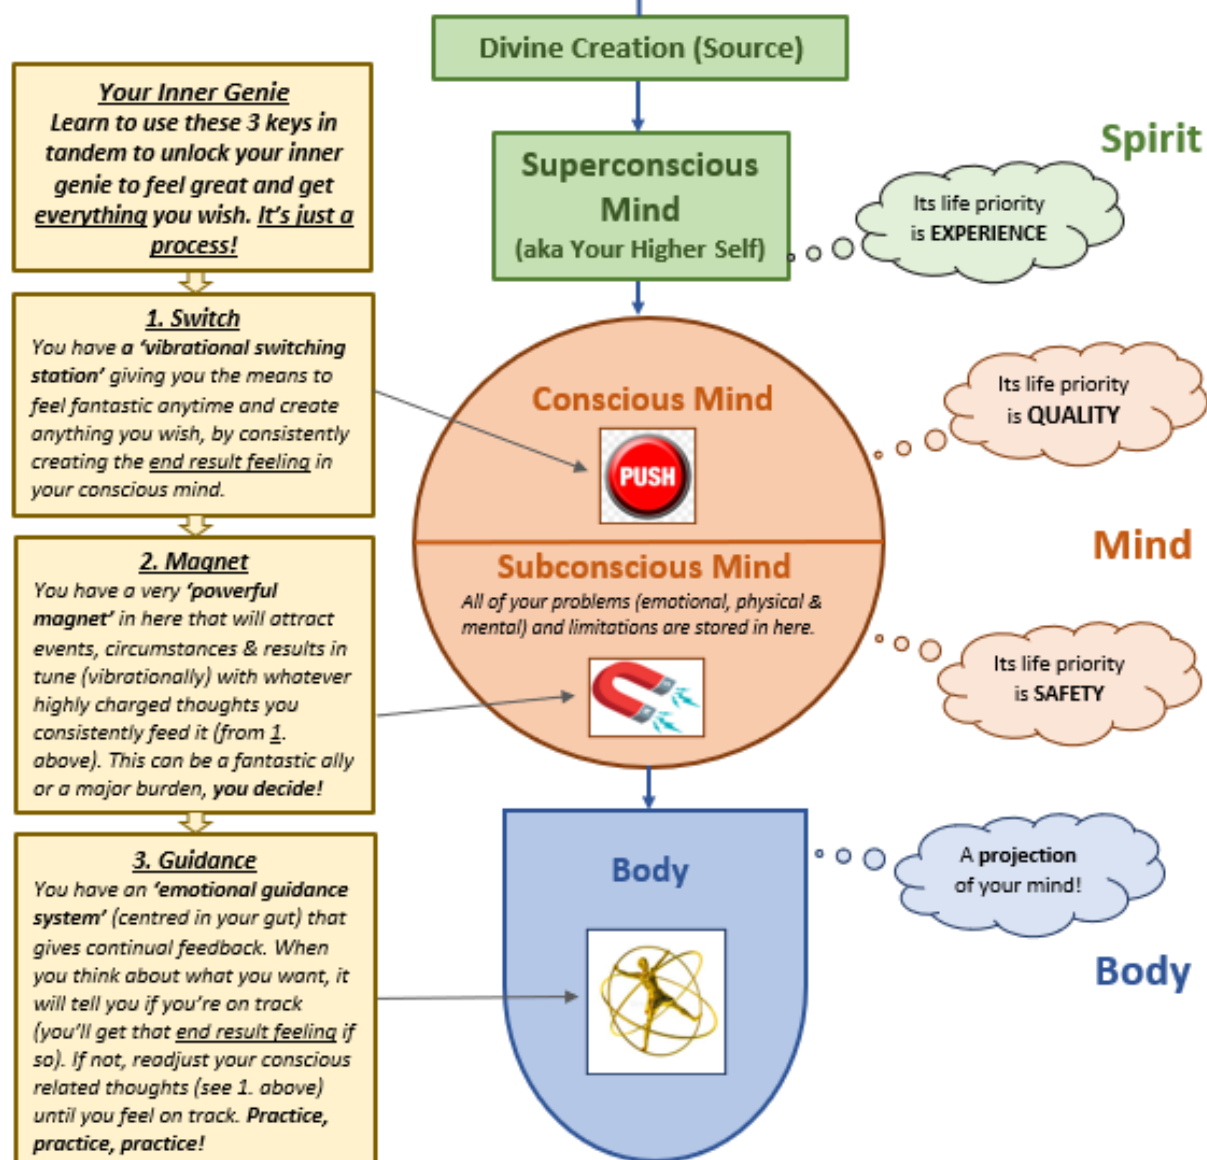 Divine Creation (Source)
Your Inner Genie
Learn to use these 3 keys in
tandem to unlock your inner
genie to feel great and get
everything you wish. It's just a
process!
Superconscious
Mind
(aka Your Higher Self)
Spirit
Its life priority
is EXPERIENCE
1. Switch
You have a 'vibrational switching
station' giving you the means to
feel fantastic anytime and create
anything you wish, by consistently
creating the end result feeling in
your conscious mind.
Conscious Mind
PUSH
Its life priority
is QUALITY
Mind
2. Magnet
You have a very 'powerful
magnet' in here that will attract
events, circumstances & results in
tune (vibrationally) with whatever
highly charged thoughts you
consistently feed it (from 1.
above). This can be a fantastic ally
or a major burden, you decide!
Subconscious Mind
All of your problems (emotional, physical &
mental) and limitations are stored in here.
Its life priority
is SAFETY
3. Guidance
You have an 'emotional guidance
system' (centred in your gut) that
gives continual feedback. When
you think about what you want, it
will tell you if you're on track
(you'll get that end result feeling if
so). If not, readjust your conscious
related thoughts (see 1. above)
until you feel on track. Practice,
practice, practice!
Body
A projection
of your mind!
Body